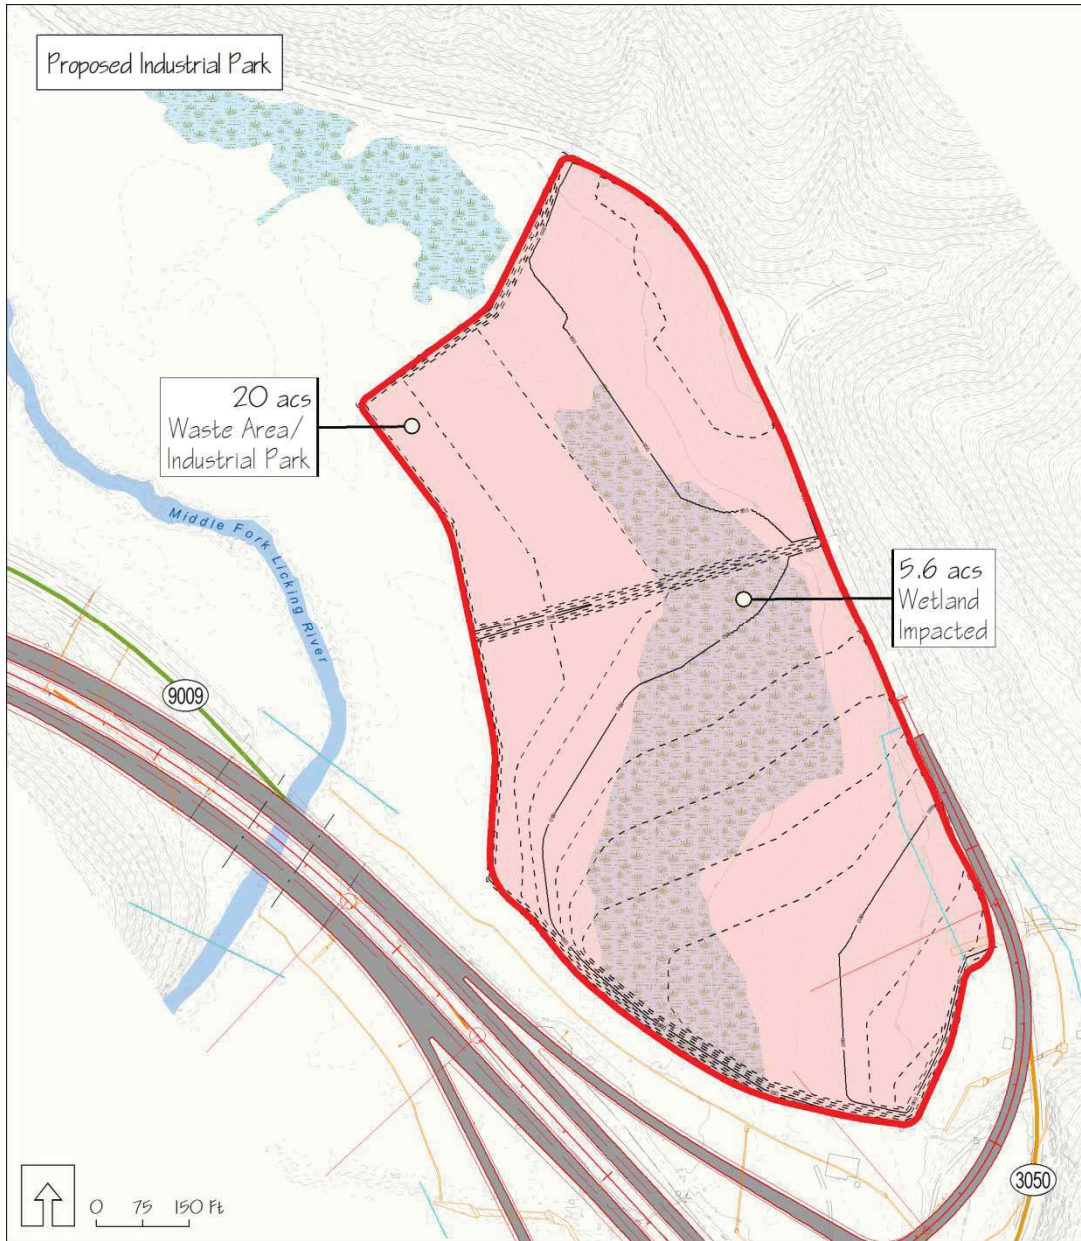 Proposed Industrial Park
20 acs
Waste Area/
Industrial Park
5.6 acs
Wetland
Impacted
Middle Fork Licking River
9009
3050
0 75 150 Ft